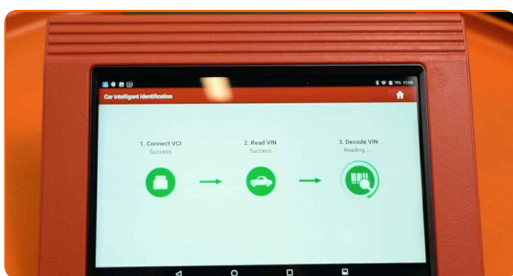 Car intelligent identification
1. Connect VCI
Success
2. Read VIN
Success
3. Decode VIN
Reading......